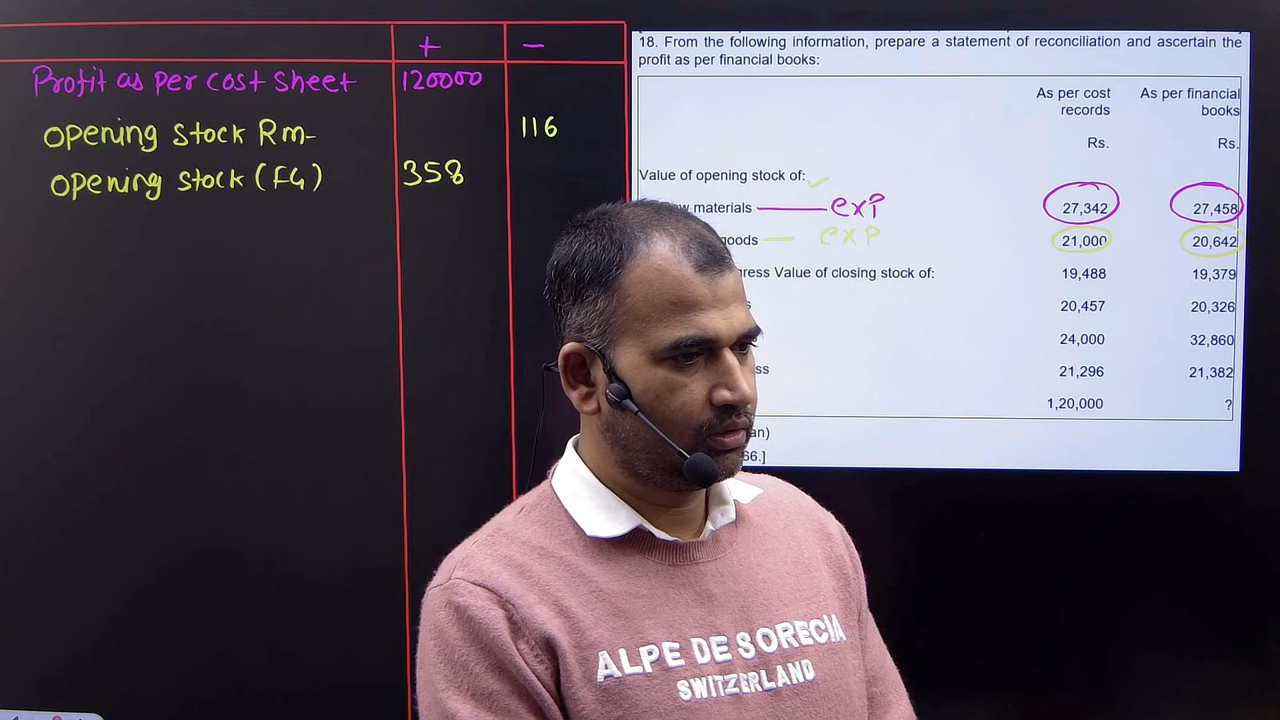 + -
Profit as per cost sheet 120000
opening stock Rm 116
opening stock (FG) 358
18. From the following information, prepare a statement of reconciliation and ascertain the
profit as per financial books:
As per cost As per financial
records books
Rs. Rs.
Value of opening stock of:
materials exp 27,342 27,458
goods exp 21,000 20,642
Value of closing stock of: 19,488 19,379
20,457 20,326
24,000 32,860
21,296 21,382
1,20,000 ?
66.]
ALPE DE SORECIA
SWITZERLAND